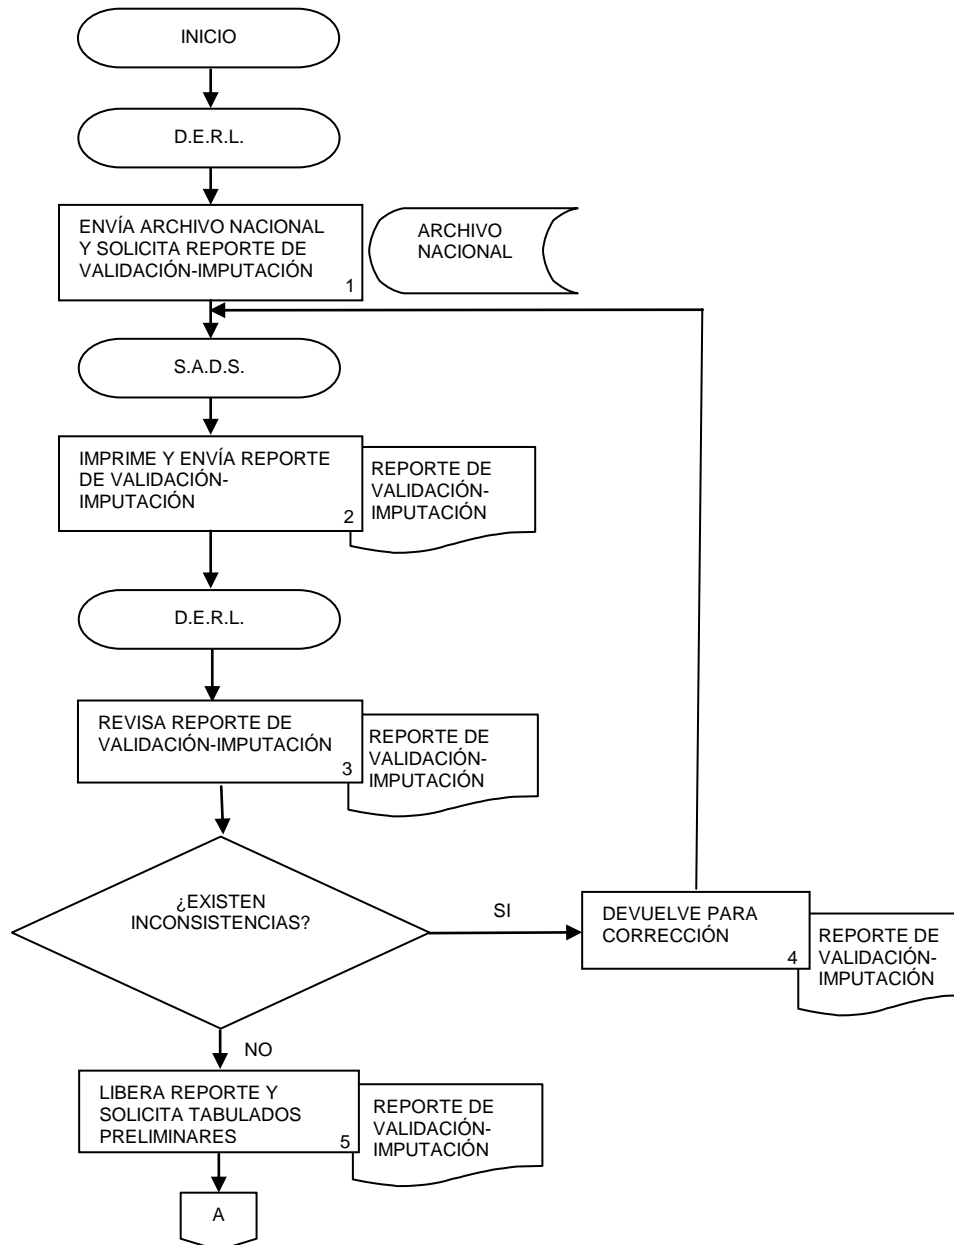 INICIO
D.E.R.L.
ENVÍA ARCHIVO NACIONAL
Y SOLICITA REPORTE DE
VALIDACIÓN-IMPUTACIÓN
1
ARCHIVO
NACIONAL
S.A.D.S.
IMPRIME Y ENVÍA REPORTE
DE VALIDACIÓN-
IMPUTACIÓN
2
REPORTE DE
VALIDACIÓN-
IMPUTACIÓN
D.E.R.L.
REVISA REPORTE DE
VALIDACIÓN-IMPUTACIÓN
3
REPORTE DE
VALIDACIÓN-
IMPUTACIÓN
¿EXISTEN
INCONSISTENCIAS?
SI
DEVUELVE PARA
CORRECCIÓN
4
REPORTE DE
VALIDACIÓN-
IMPUTACIÓN
NO
LIBERA REPORTE Y
SOLICITA TABULADOS
PRELIMINARES
5
REPORTE DE
VALIDACIÓN-
IMPUTACIÓN
A